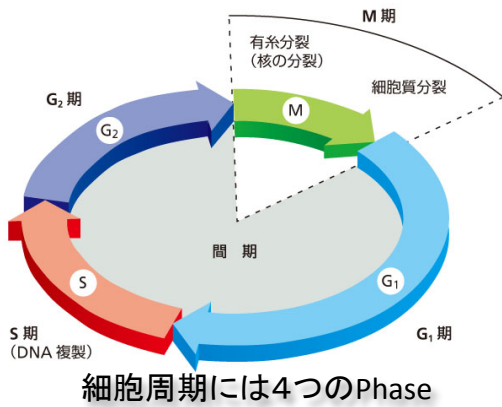 M 期
有糸分裂
(核の分裂)
細胞質分裂
G₂ 期
G₂
M
間 期
S
G₁
S 期
(DNA 複製)
G₁ 期
細胞周期には4つのPhase